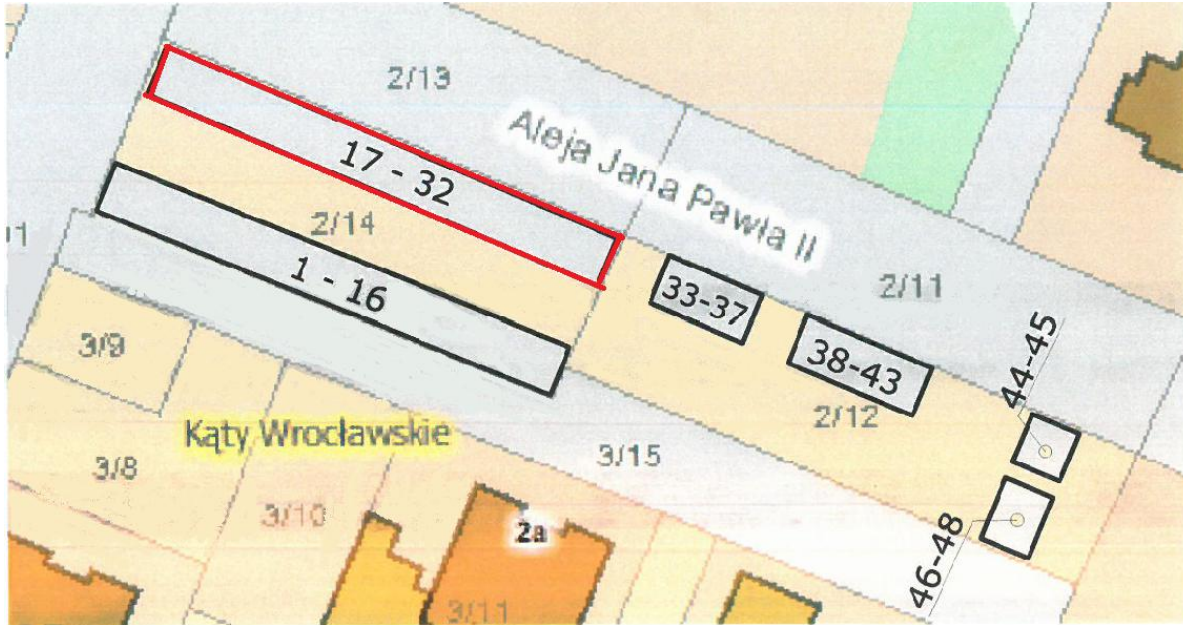 2/13
Aleja Jana Pawła II
17 - 32
2/14
1 - 16
33-37
2/11
38-43
44-45
2/12
3/9
Kąty Wrocławskie
3/15
3/8
3/10
2a
46-48
3/11